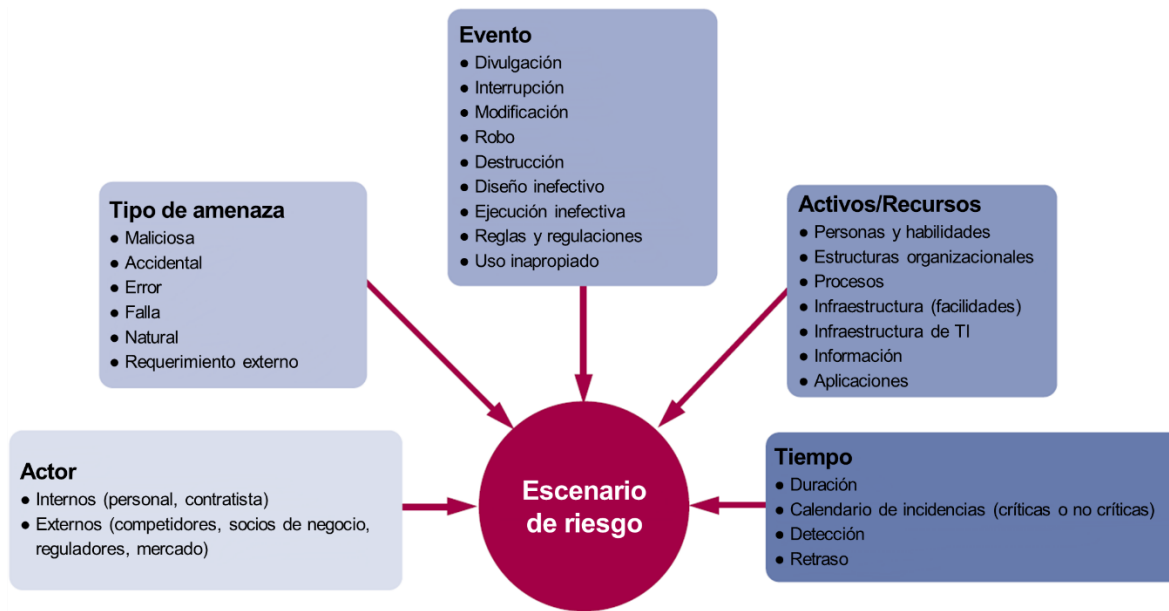 Evento
● Divulgación
● Interrupción
● Modificación
● Robo
● Destrucción
● Diseño inefectivo
● Ejecución inefectiva
● Reglas y regulaciones
● Uso inapropiado
Tipo de amenaza
● Maliciosa
● Accidental
● Error
● Falla
● Natural
● Requerimiento externo
Activos/Recursos
● Personas y habilidades
● Estructuras organizacionales
● Procesos
● Infraestructura (facilidades)
● Infraestructura de TI
● Información
● Aplicaciones
Actor
● Internos (personal, contratista)
● Externos (competidores, socios de negocio,
reguladores, mercado)
Escenario
de riesgo
Tiempo
● Duración
● Calendario de incidencias (críticas o no críticas)
● Detección
● Retraso